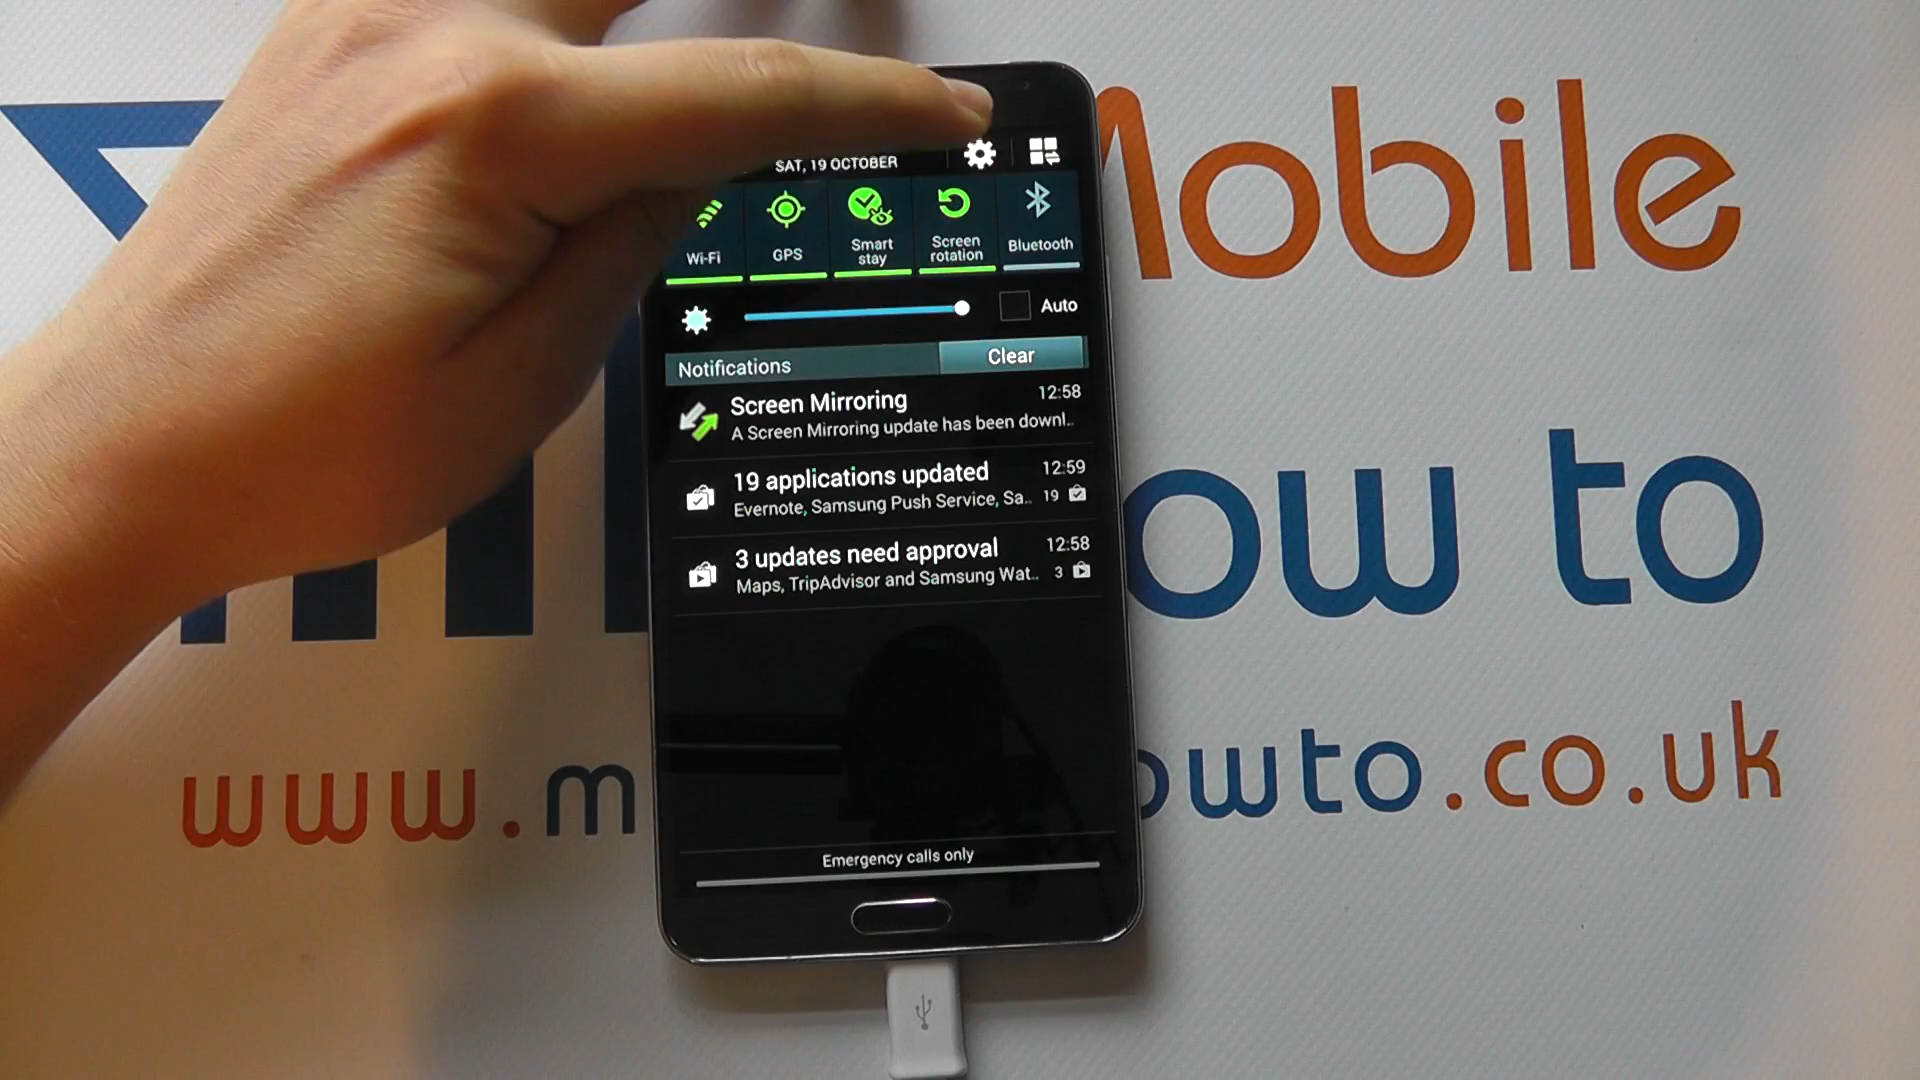 Mobile
SAT, 19 OCTOBER
Wi-Fi
GPS
Smart stay
Screen rotation
Bluetooth
Auto
Notifications
Clear
Screen Mirroring 12:58
A Screen Mirroring update has been downl..
19 applications updated 12:59
Evernote, Samsung Push Service, Sa.. 19
3 updates need approval 12:58
Maps, TripAdvisor and Samsung Wat.. 3
ow to
www.m owto.co.uk
Emergency calls only